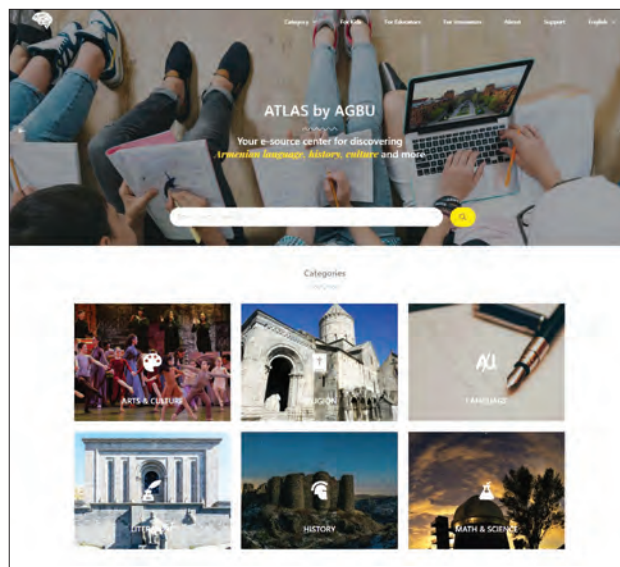 Category For Kids For Educators For Innovators About Support English
ATLAS by AGBU
Your e-source center for discovering
Armenian language, history, culture and more
Categories
ARTS & CULTURE
RELIGION
LANGUAGE
LITERATURE
HISTORY
MATH & SCIENCE